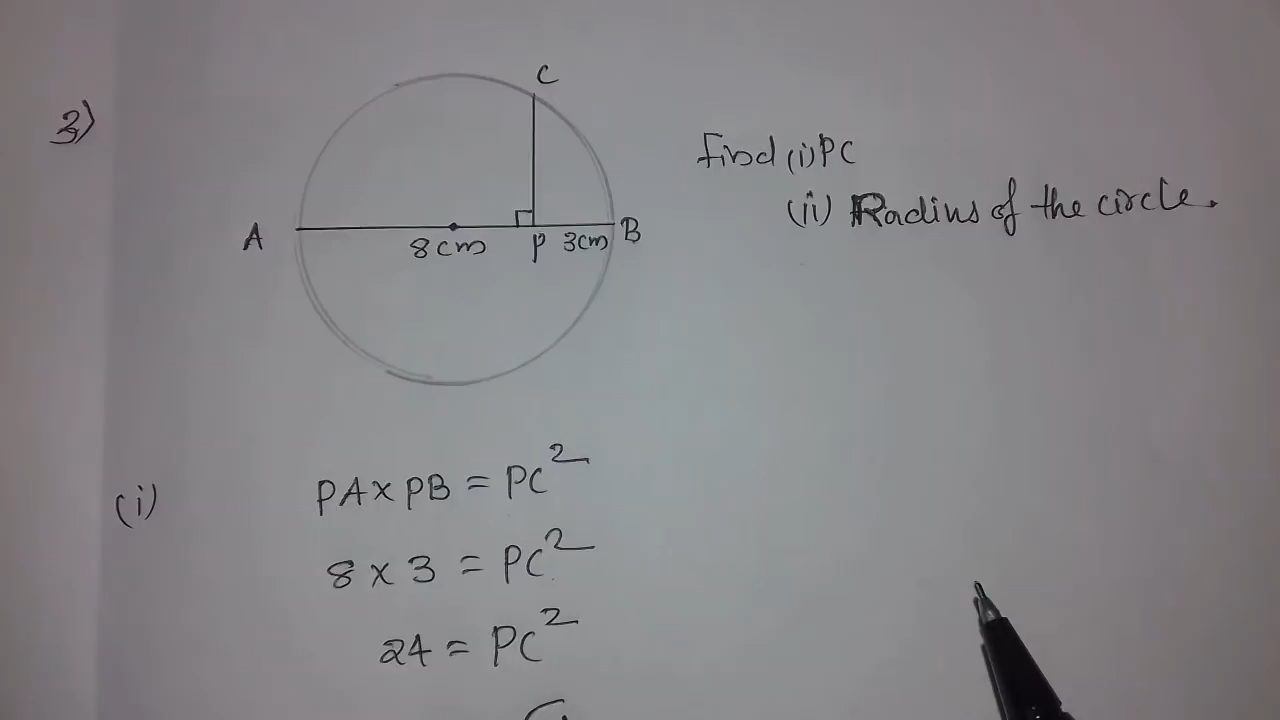 3)
C
Find (i) PC
(ii) Radius of the circle.
A 8cm P 3cm B
(i) PA x PB = PC²
8 x 3 = PC²
24 = PC²